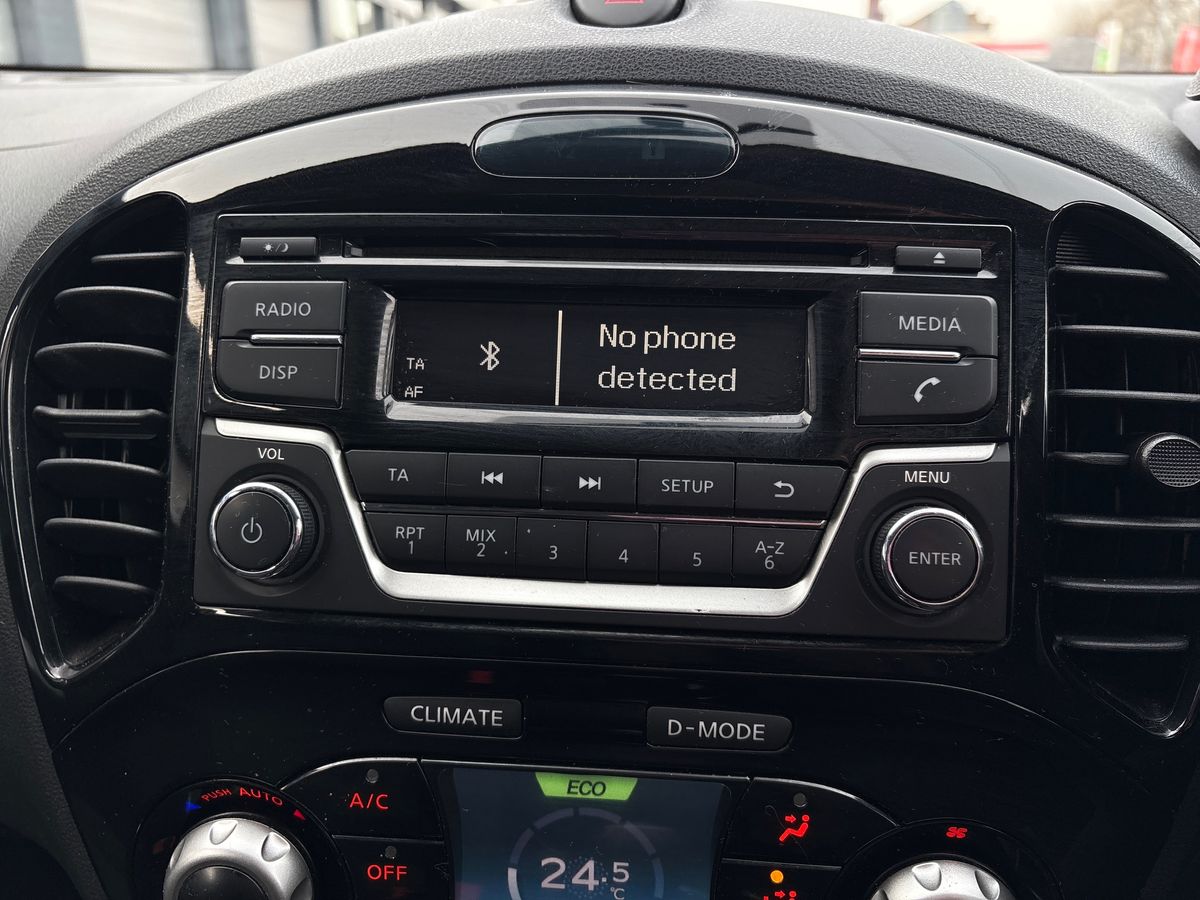 RADIO
MEDIA
No phone
TA
DISP
detected
AF
VOL
MENU
TA
SETUP
RPT
MIX
A-Z
1
2
3
4
5
6
ENTER
CLIMATE
D-MODE
ECO
PUSH AUTO
A/C
OFF
24.5
°C